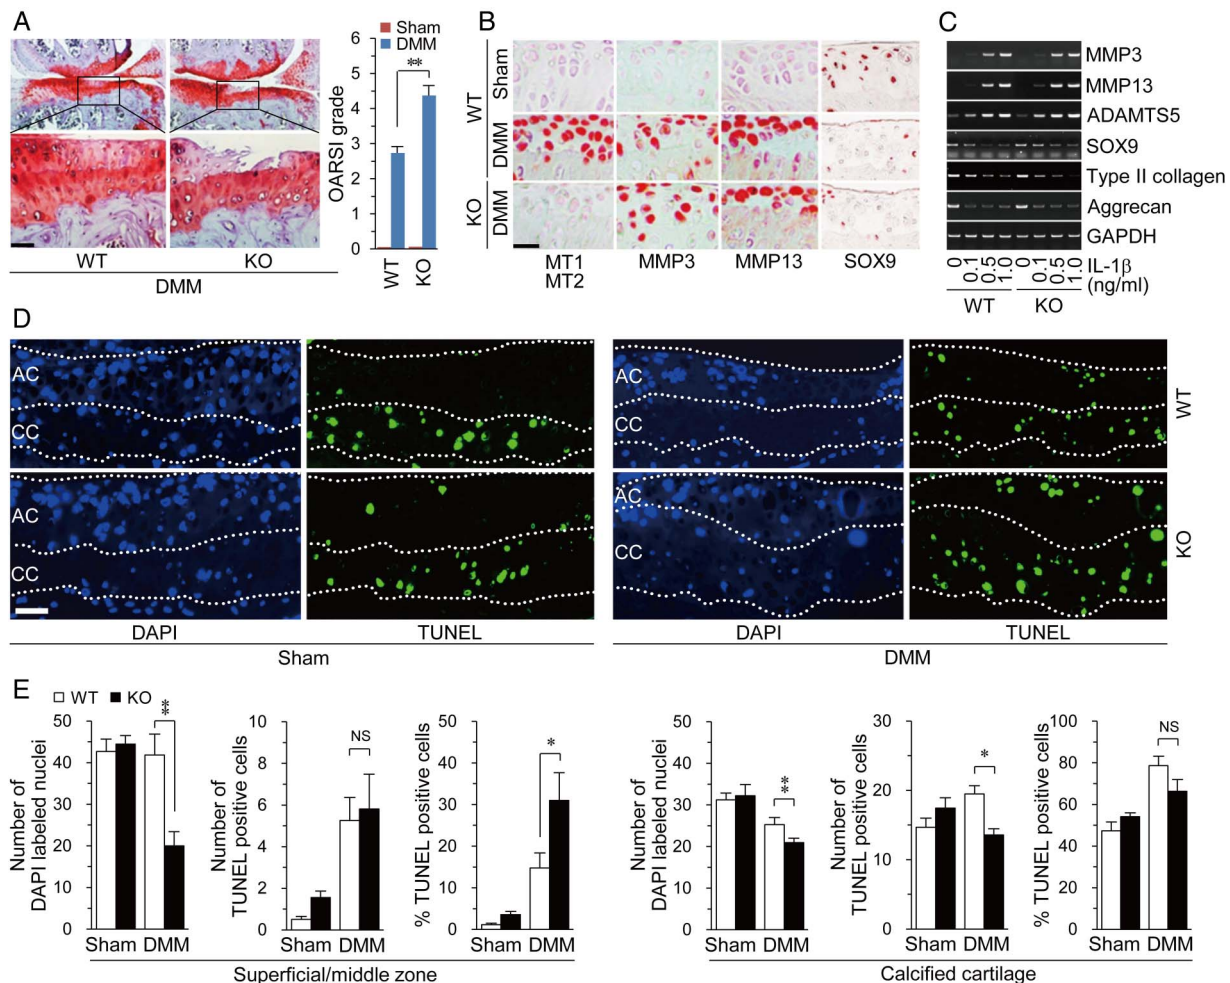 A
Sham
DMM
OARSI grade
6
5
4
3
2
1
0
**
WT
KO
WT
KO
DMM
B
WT
KO
Sham
DMM
DMM
MT1
MT2
MMP3
MMP13
SOX9
C
MMP3
MMP13
ADAMTS5
SOX9
Type II collagen
Aggrecan
GAPDH
0 0.1 0.5 1.0 0 0.1 0.5 1.0
IL-1β
(ng/ml)
WT KO
D
AC
CC
AC
CC
AC
CC
AC
CC
WT
KO
DAPI
TUNEL
DAPI
TUNEL
Sham
DMM
E
WT KO
Number of
DAPI labeled nuclei
50
40
30
20
10
0
**
Sham DMM
Number of
TUNEL positive cells
10
8
6
4
2
0
NS
Sham DMM
% TUNEL positive cells
50
40
30
20
10
0
*
Sham DMM
Superficial/middle zone
Number of
DAPI labeled nuclei
50
40
30
20
10
0
**
Sham DMM
Number of
TUNEL positive cells
30
20
10
0
*
Sham DMM
% TUNEL positive cells
100
80
60
40
20
0
NS
Sham DMM
Calcified cartilage